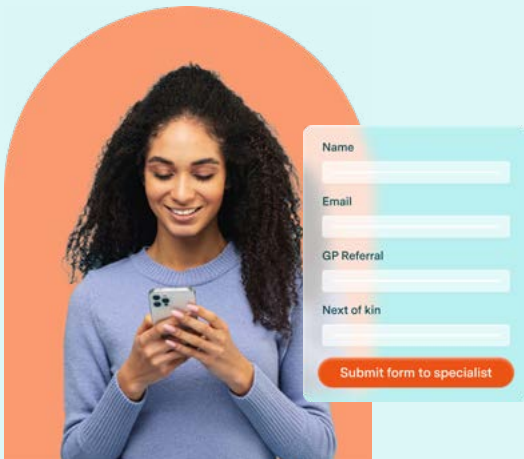 Name
Email
GP Referral
Next of kin
Submit form to specialist